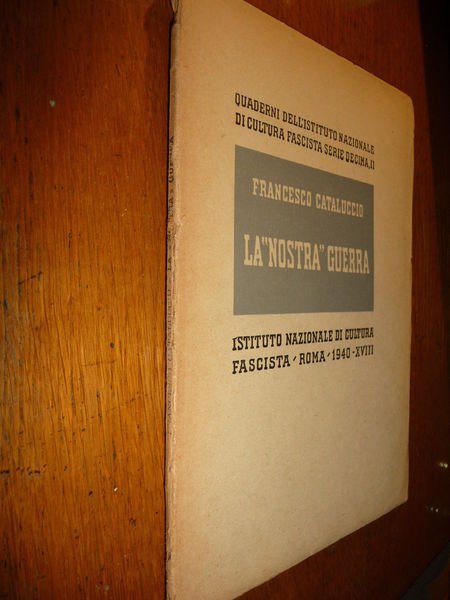 QUADERNI DELL'ISTITUTO NAZIONALE
DI CULTURA FASCISTA SERIE DECIMA, II
FRANCESCO CATALUCCIO
LA "NOSTRA" GUERRA
ISTITUTO NAZIONALE DI CULTURA
FASCISTA - ROMA - 1940 - XVIII